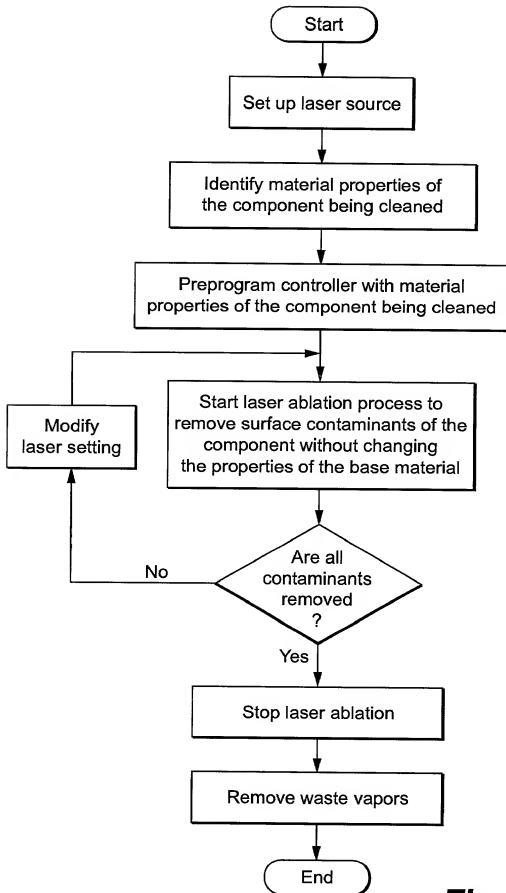 Start
Set up laser source
Identify material properties of
the component being cleaned
Preprogram controller with material
properties of the component being cleaned
Start laser ablation process to
remove surface contaminants of the
component without changing
the properties of the base material
Modify
laser setting
Are all
contaminants
removed
?
No
Yes
Stop laser ablation
Remove waste vapors
End